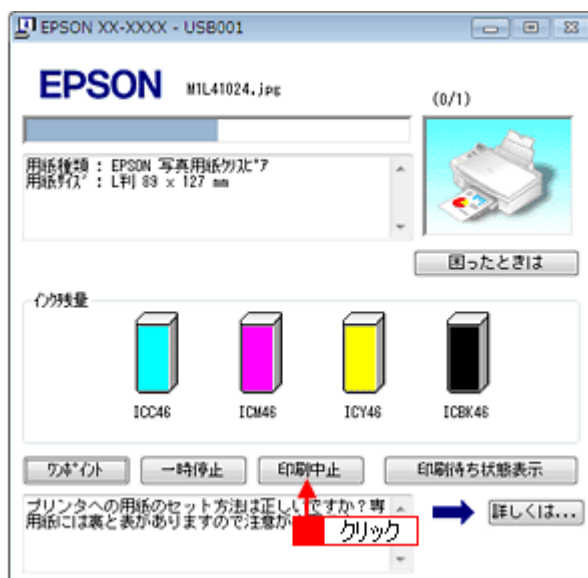 EPSON XX-XXXX - USB001
EPSON M1L41024.jpg
(0/1)
用紙種類 : EPSON 写真用紙ｸﾘｽﾋﾟｱ
用紙ｻｲｽﾞ : L判 89 x 127 mm
困ったときは
ｲﾝｸ残量
ICC46 ICM46 ICY46 ICBK46
ﾜﾝﾎﾟｲﾝﾄ 一時停止 印刷中止 印刷待ち状態表示
プリンタへの用紙のセット方法は正しいですか？専
用紙には裏と表がありますので注意が
詳しくは...
クリック